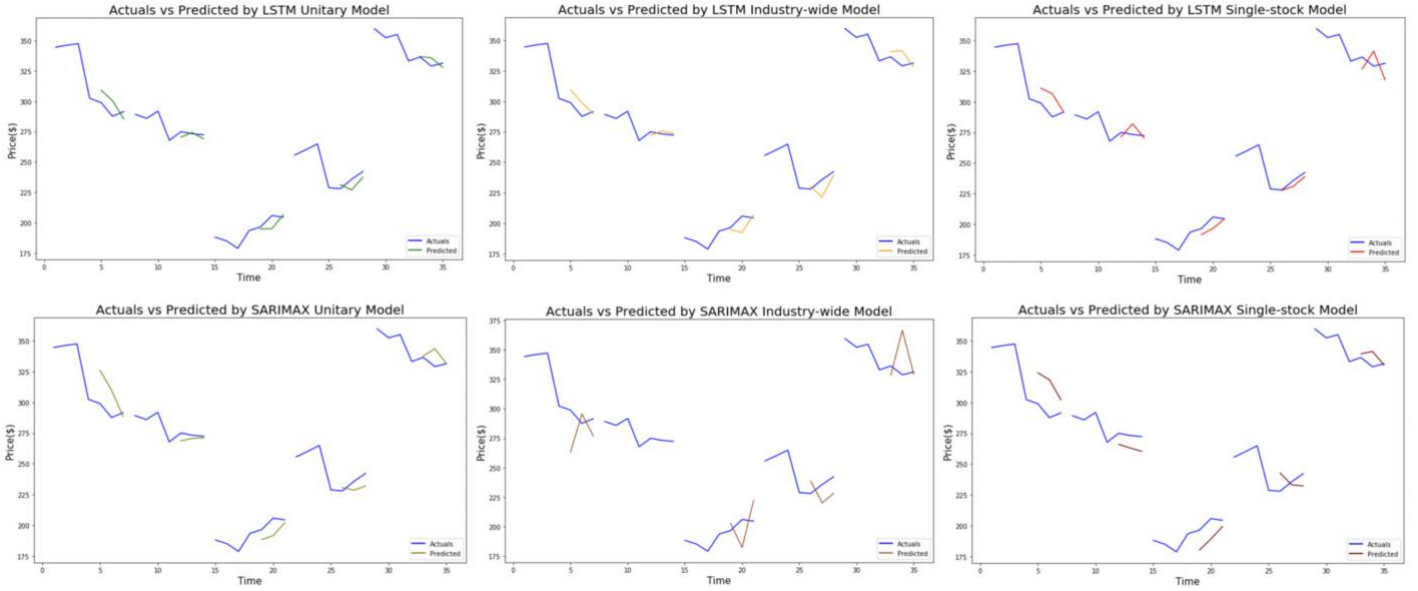 Actuals vs Predicted by LSTM Unitary Model
Price($)
350
325
300
275
250
225
200
175
0 5 10 15 20 25 30 35
Time
Actuals
Predicted
Actuals vs Predicted by LSTM Industry-wide Model
Price($)
350
325
300
275
250
225
200
175
0 5 10 15 20 25 30 35
Time
Actuals
Predicted
Actuals vs Predicted by LSTM Single-stock Model
Price($)
350
325
300
275
250
225
200
175
0 5 10 15 20 25 30 35
Time
Actuals
Predicted
Actuals vs Predicted by SARIMAX Unitary Model
Price($)
350
325
300
275
250
225
200
175
0 5 10 15 20 25 30 35
Time
Actuals
Predicted
Actuals vs Predicted by SARIMAX Industry-wide Model
Price($)
375
350
325
300
275
250
225
200
175
0 5 10 15 20 25 30 35
Time
Actuals
Predicted
Actuals vs Predicted by SARIMAX Single-stock Model
Price($)
350
325
300
275
250
225
200
175
0 5 10 15 20 25 30 35
Time
Actuals
Predicted